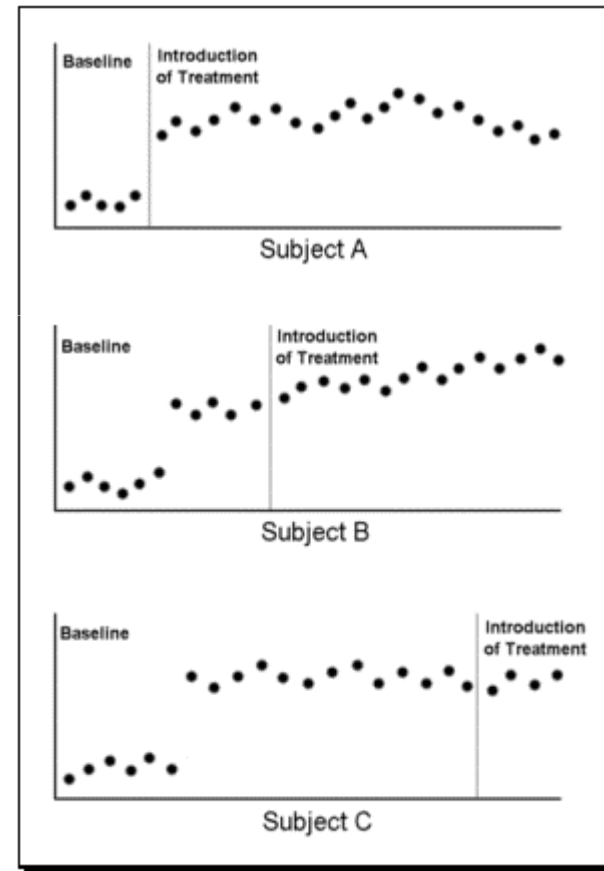 Baseline
Introduction
of Treatment
Subject A
Baseline
Introduction
of Treatment
Subject B
Baseline
Introduction
of Treatment
Subject C